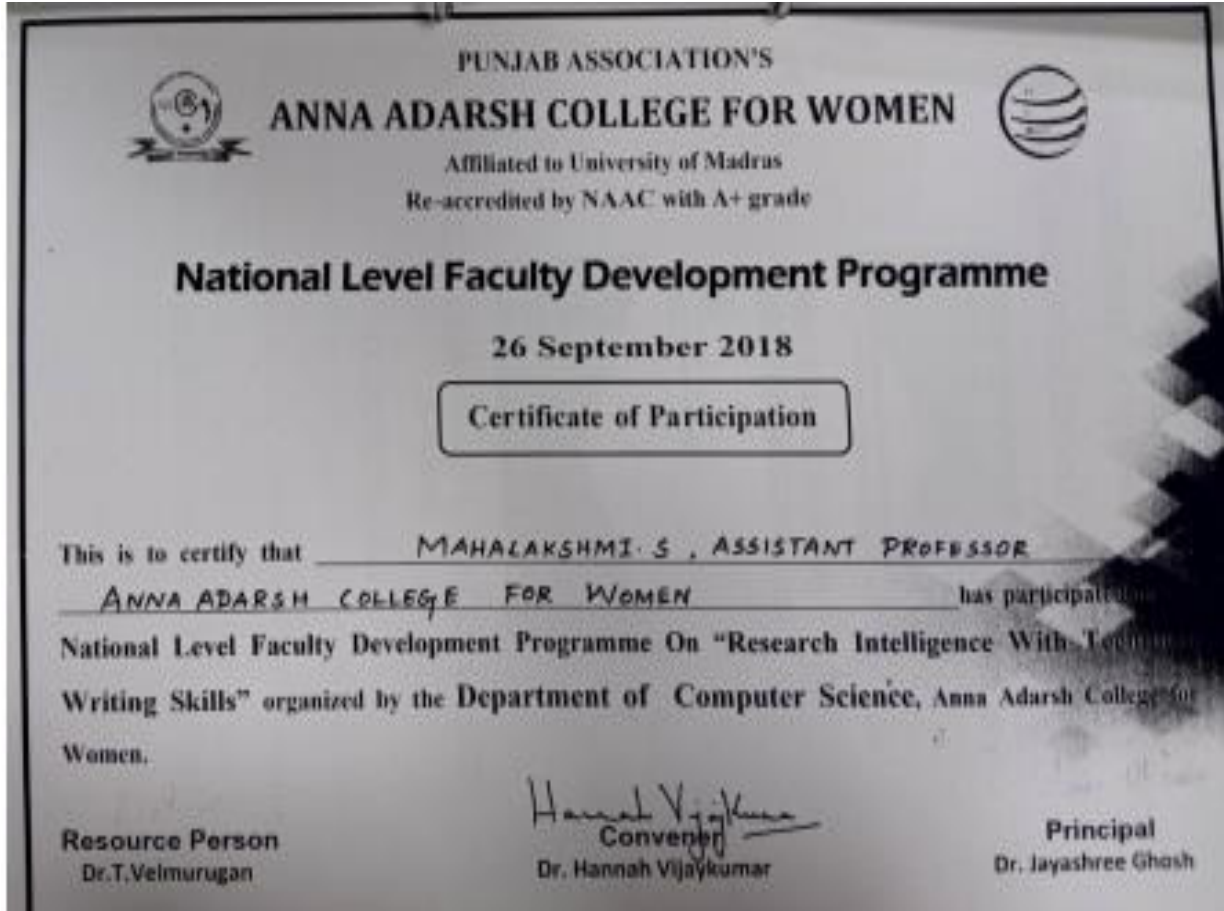 PUNJAB ASSOCIATION'S
ANNA ADARSH COLLEGE FOR WOMEN
Affiliated to University of Madras
Re-accredited by NAAC with A+ grade
National Level Faculty Development Programme
26 September 2018
Certificate of Participation
This is to certify that MAHALAKSHMI. S, ASSISTANT PROFESSOR
ANNA ADARSH COLLEGE FOR WOMEN has
National Level Faculty Development Programme On "Research Intelligence With
Writing Skills" organized by the Department of Computer Science, Anna Adarsh College for
Women.
Hannah Vijaykumar
Resource Person Convener Principal
Dr.T.Velmurugan Dr. Hannah Vijaykumar Dr. Jayashree Ghosh